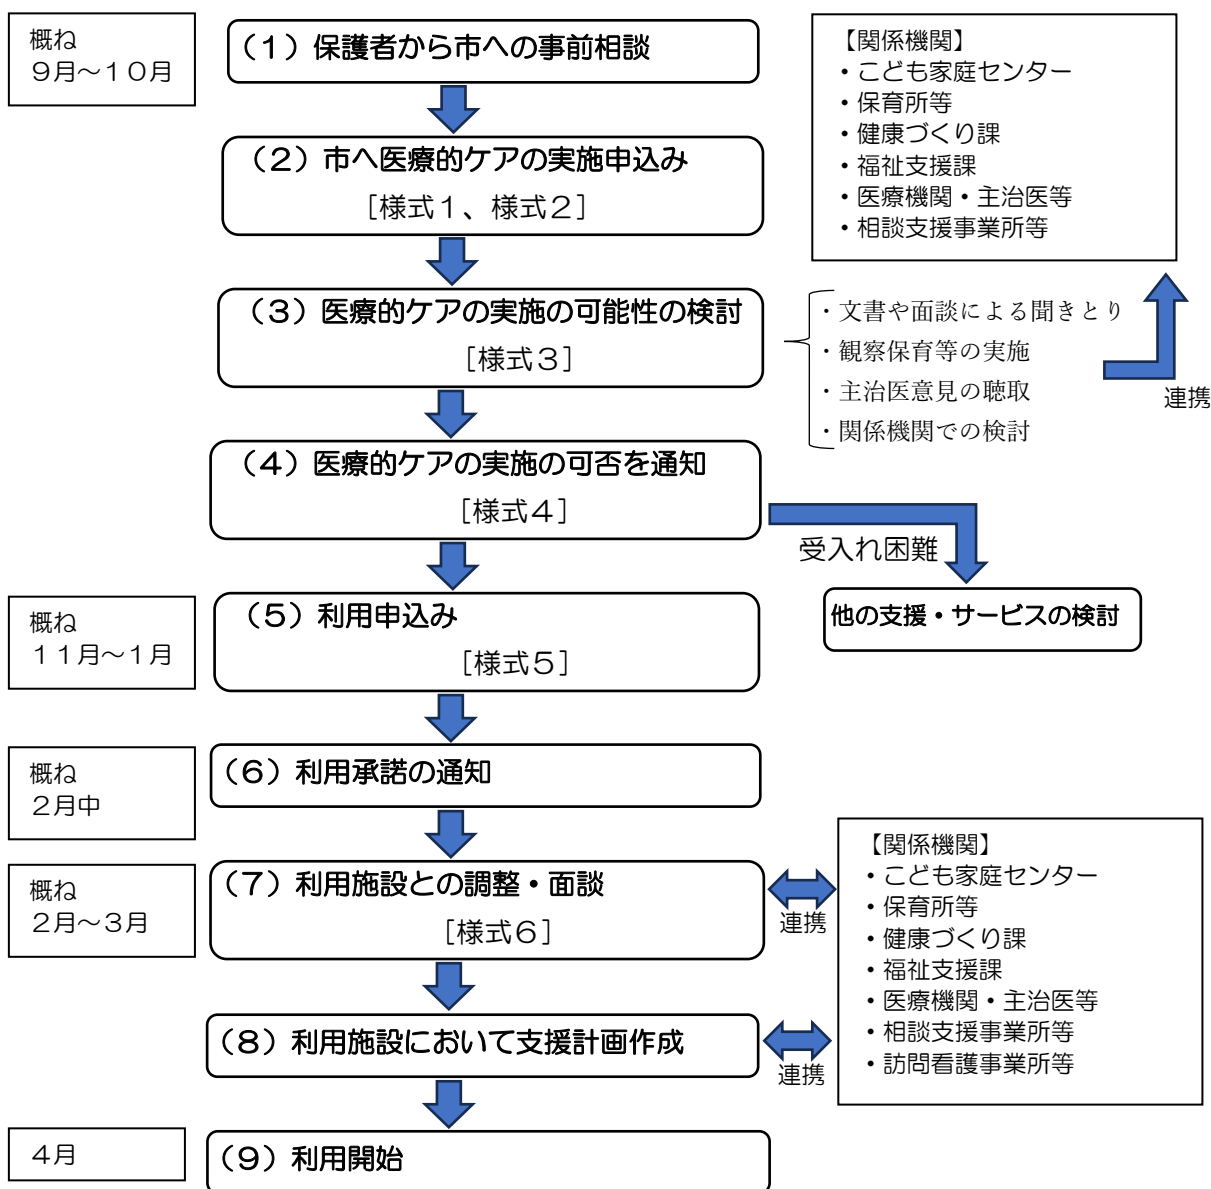 概ね
９月～１０月
（１）保護者から市への事前相談
【関係機関】
・こども家庭センター
・保育所等
・健康づくり課
・福祉支援課
・医療機関・主治医等
・相談支援事業所等
（２）市へ医療的ケアの実施申込み
［様式１、様式２］
（３）医療的ケアの実施の可能性の検討
［様式３］
・文書や面談による聞きとり
・観察保育等の実施
・主治医意見の聴取
・関係機関での検討
連携
（４）医療的ケアの実施の可否を通知
［様式４］
受入れ困難
他の支援・サービスの検討
概ね
１１月～１月
（５）利用申込み
［様式５］
概ね
２月中
（６）利用承諾の通知
概ね
２月～３月
（７）利用施設との調整・面談
［様式６］
連携
【関係機関】
・こども家庭センター
・保育所等
・健康づくり課
・福祉支援課
・医療機関・主治医等
・相談支援事業所等
・訪問看護事業所等
（８）利用施設において支援計画作成
連携
４月
（９）利用開始